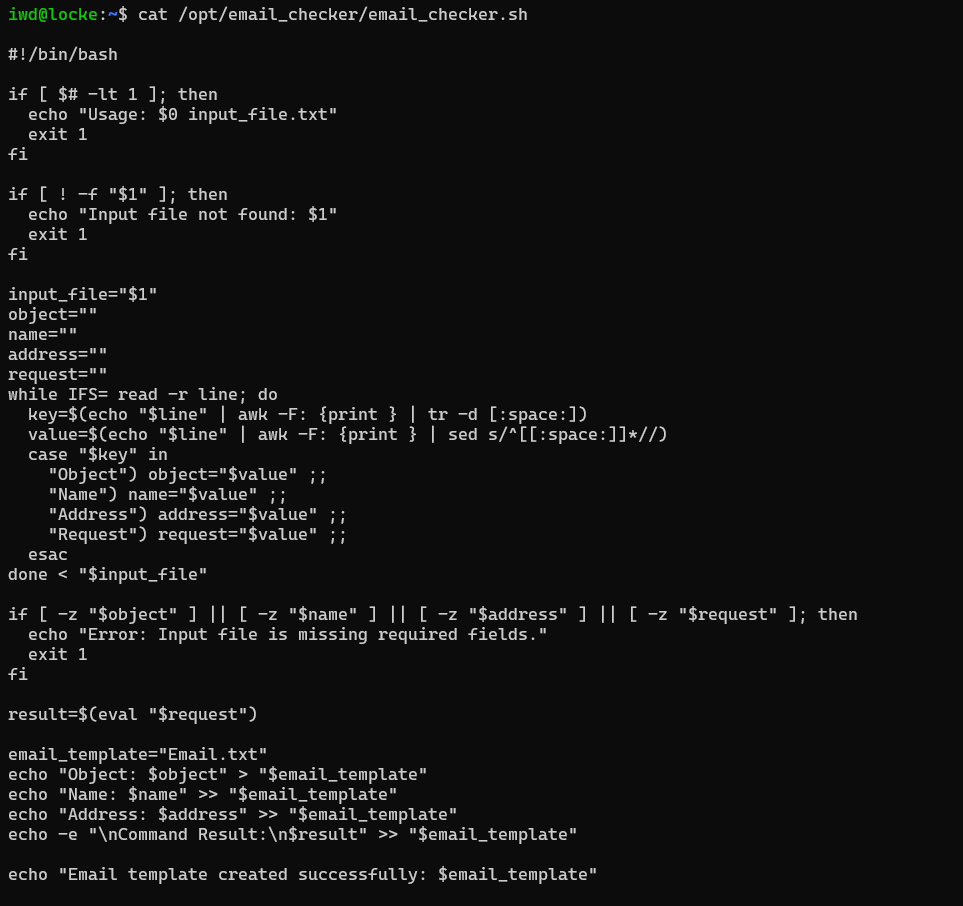 iwd@locke:~$ cat /opt/email_checker/email_checker.sh
#!/bin/bash
if [ $# -lt 1 ]; then
  echo "Usage: $0 input_file.txt"
  exit 1
fi
if [ ! -f "$1" ]; then
  echo "Input file not found: $1"
  exit 1
fi
input_file="$1"
object=""
name=""
address=""
request=""
while IFS= read -r line; do
  key=$(echo "$line" | awk -F: {print } | tr -d [:space:])
  value=$(echo "$line" | awk -F: {print } | sed s/^[[:space:]]*//)
  case "$key" in
    "Object") object="$value" ;;
    "Name") name="$value" ;;
    "Address") address="$value" ;;
    "Request") request="$value" ;;
  esac
done < "$input_file"
if [ -z "$object" ] || [ -z "$name" ] || [ -z "$address" ] || [ -z "$request" ]; then
  echo "Error: Input file is missing required fields."
  exit 1
fi
result=$(eval "$request")
email_template="Email.txt"
echo "Object: $object" > "$email_template"
echo "Name: $name" >> "$email_template"
echo "Address: $address" >> "$email_template"
echo -e "\nCommand Result:\n$result" >> "$email_template"
echo "Email template created successfully: $email_template"